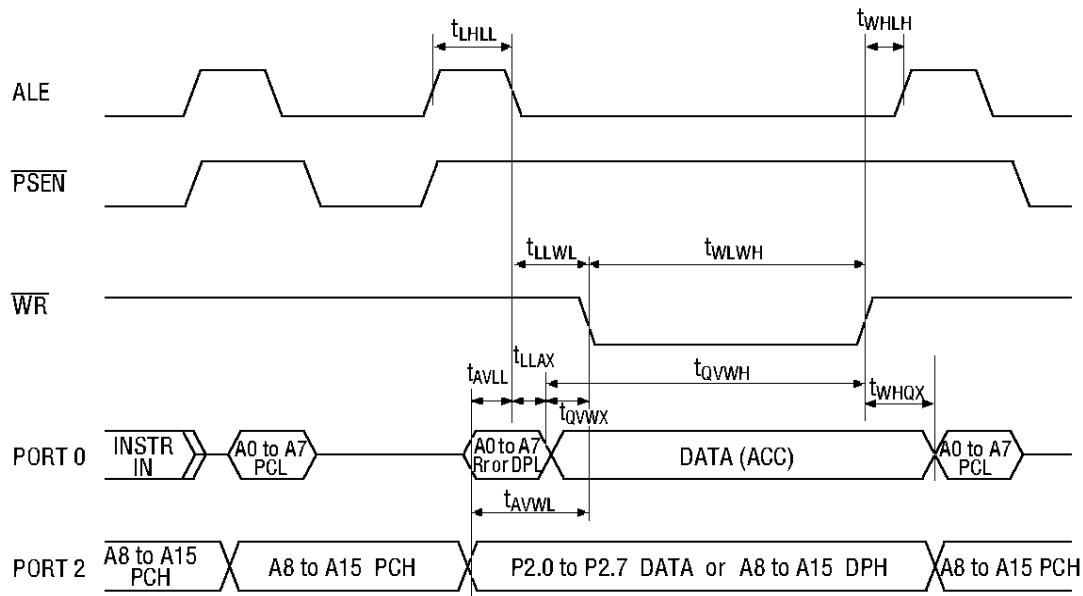 tLHLL
tWHLH
ALE
PSEN
tLLWL
tWLWH
WR
tLLAX
tAVLL
tQVWH
tWHQX
tQVWX
PORT 0
INSTR
IN
A0 to A7
PCL
A0 to A7
Rr or DPL
DATA (ACC)
A0 to A7
PCL
tAVWL
PORT 2
A8 to A15
PCH
A8 to A15 PCH
P2.0 to P2.7 DATA or A8 to A15 DPH
A8 to A15 PCH